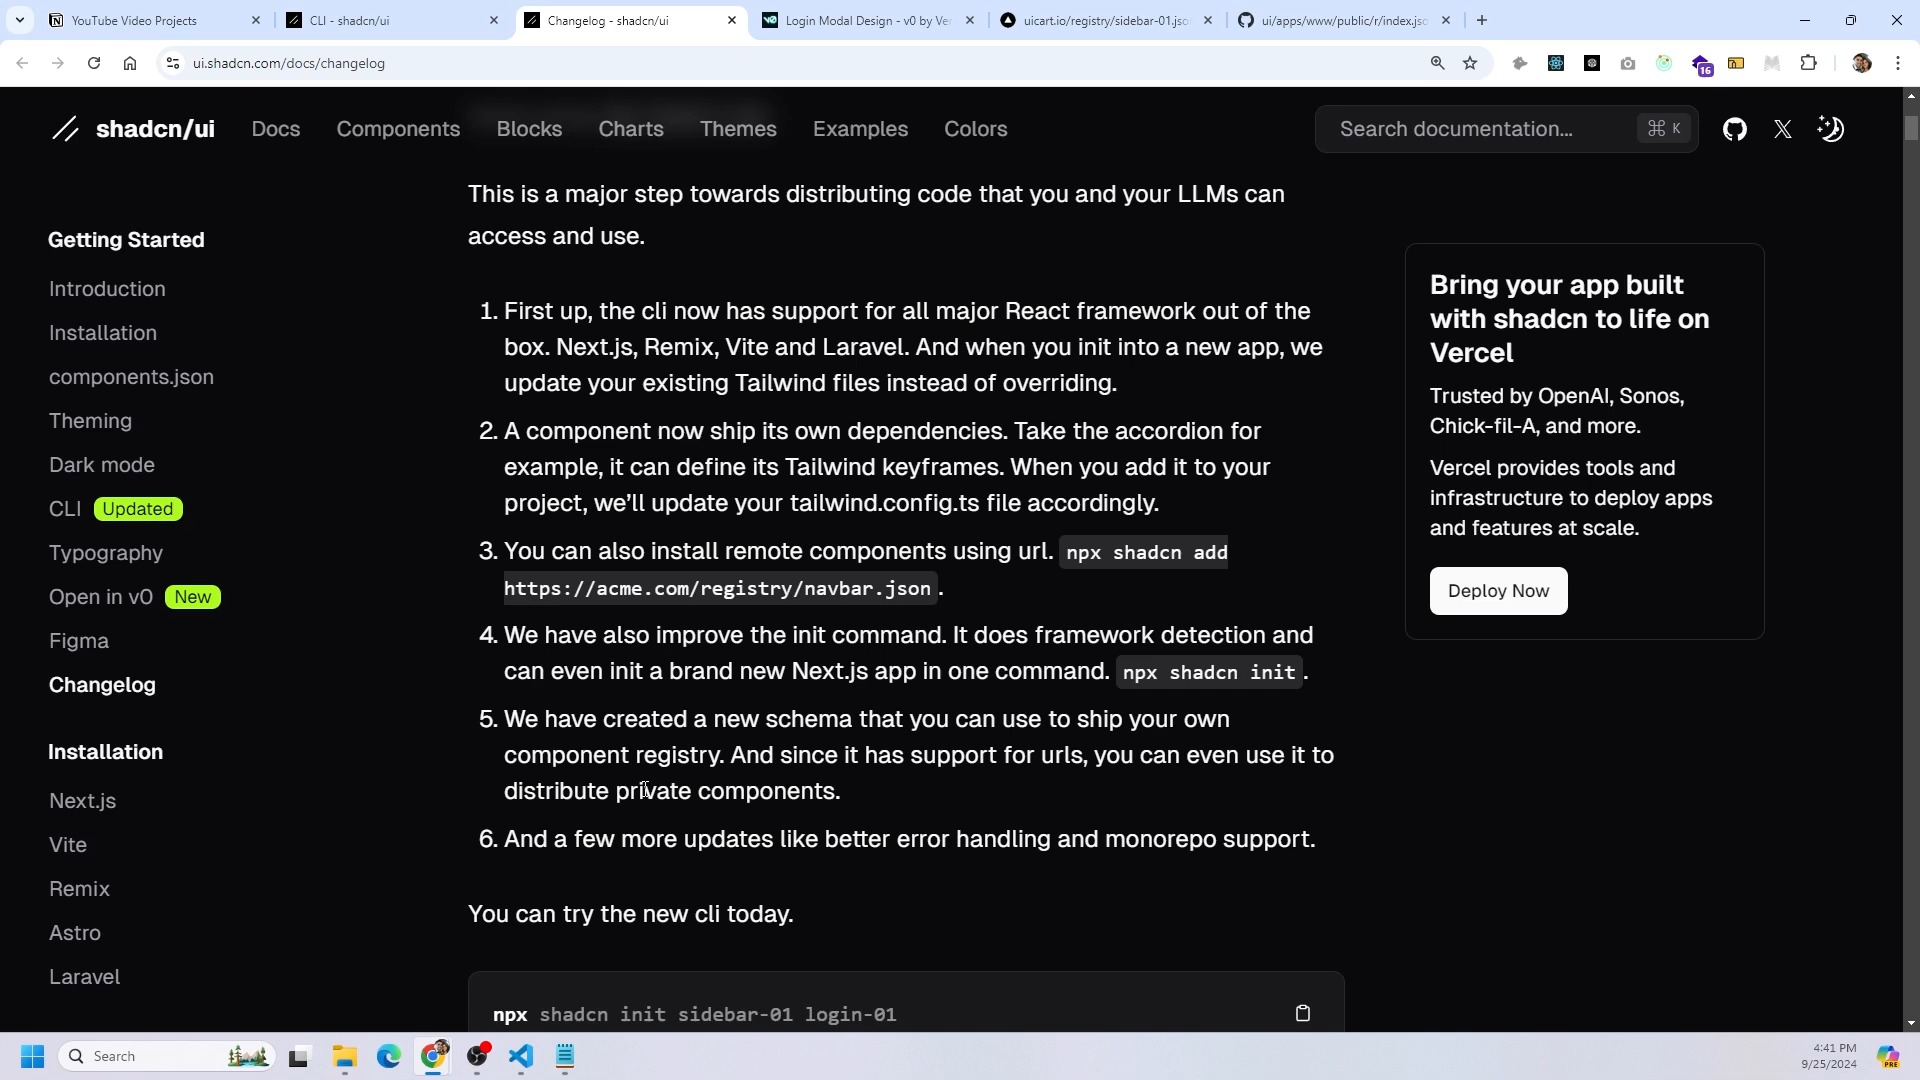 YouTube Video Projects
CLI - shadcn/ui
Changelog - shadcn/ui
Login Modal Design - v0 by Ve
uicart.io/registry/sidebar-01.jso
ui/apps/www/public/r/index.jso
ui.shadcn.com/docs/changelog
16
shadcn/ui
Docs
Components
Blocks
Charts
Themes
Examples
Colors
Search documentation...
⌘ K
Getting Started
Introduction
Installation
components.json
Theming
Dark mode
CLI Updated
Typography
Open in v0 New
Figma
Changelog
Installation
Next.js
Vite
Remix
Astro
Laravel
This is a major step towards distributing code that you and your LLMs can
access and use.
1. First up, the cli now has support for all major React framework out of the
box. Next.js, Remix, Vite and Laravel. And when you init into a new app, we
update your existing Tailwind files instead of overriding.
2. A component now ship its own dependencies. Take the accordion for
example, it can define its Tailwind keyframes. When you add it to your
project, we’ll update your tailwind.config.ts file accordingly.
3. You can also install remote components using url. npx shadcn add
https://acme.com/registry/navbar.json.
4. We have also improve the init command. It does framework detection and
can even init a brand new Next.js app in one command. npx shadcn init.
5. We have created a new schema that you can use to ship your own
component registry. And since it has support for urls, you can even use it to
distribute private components.
6. And a few more updates like better error handling and monorepo support.
You can try the new cli today.
npx shadcn init sidebar-01 login-01
Bring your app built
with shadcn to life on
Vercel
Trusted by OpenAI, Sonos,
Chick-fil-A, and more.
Vercel provides tools and
infrastructure to deploy apps
and features at scale.
Deploy Now
Search
4:41 PM
9/25/2024
PRE